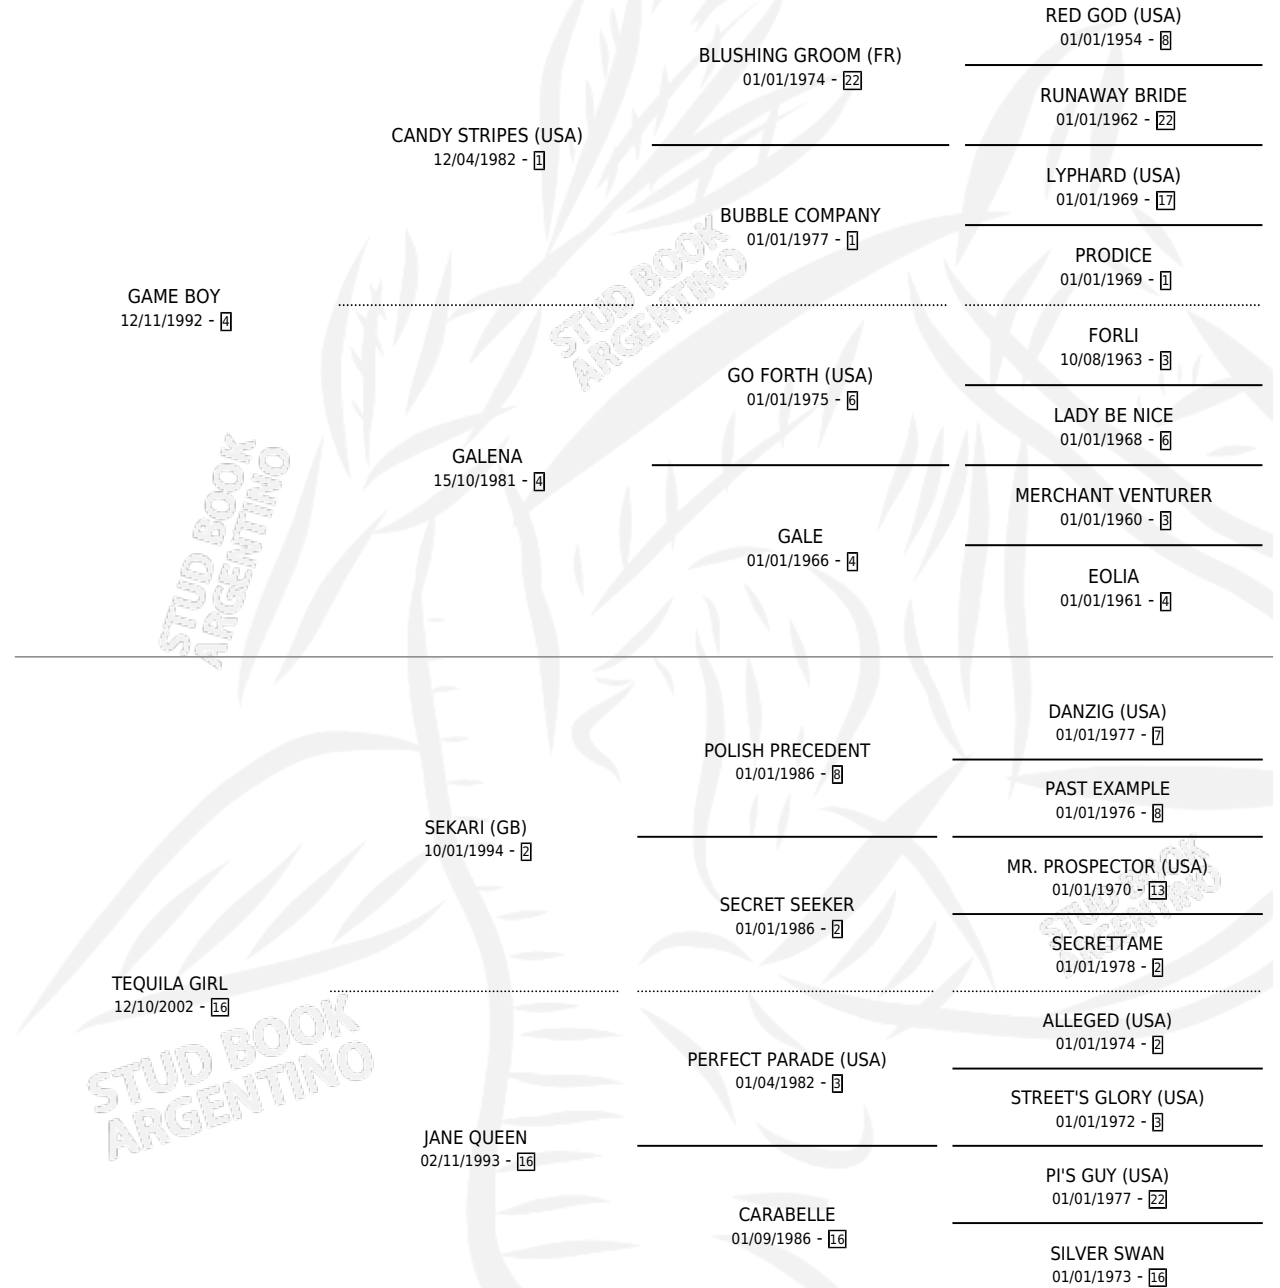 RED GOD (USA)
01/01/1954 - 8
BLUSHING GROOM (FR)
01/01/1974 - 22
RUNAWAY BRIDE
01/01/1962 - 22
CANDY STRIPES (USA)
12/04/1982 - 1
LYPHARD (USA)
01/01/1969 - 17
BUBBLE COMPANY
01/01/1977 - 1
PRODICE
01/01/1969 - 1
GAME BOY
12/11/1992 - 4
FORLI
10/08/1963 - 3
GO FORTH (USA)
01/01/1975 - 6
LADY BE NICE
01/01/1968 - 6
GALENA
15/10/1981 - 4
MERCHANT VENTURER
01/01/1960 - 3
GALE
01/01/1966 - 4
EOLIA
01/01/1961 - 4
STUD BOOK
ARGENTINO
STUD BOOK
ARGENTINO
DANZIG (USA)
01/01/1977 - 7
POLISH PRECEDENT
01/01/1986 - 8
PAST EXAMPLE
01/01/1976 - 8
SEKARI (GB)
10/01/1994 - 2
MR. PROSPECTOR (USA)
01/01/1970 - 13
SECRET SEEKER
01/01/1986 - 2
SECRETTAME
01/01/1978 - 2
STUD BOOK
ARGENTINO
TEQUILA GIRL
12/10/2002 - 16
ALLEGED (USA)
01/01/1974 - 2
PERFECT PARADE (USA)
01/04/1982 - 3
STREET'S GLORY (USA)
01/01/1972 - 3
JANE QUEEN
02/11/1993 - 16
PI'S GUY (USA)
01/01/1977 - 22
CARABELLE
01/09/1986 - 16
SILVER SWAN
01/01/1973 - 16
STUD BOOK
ARGENTINO